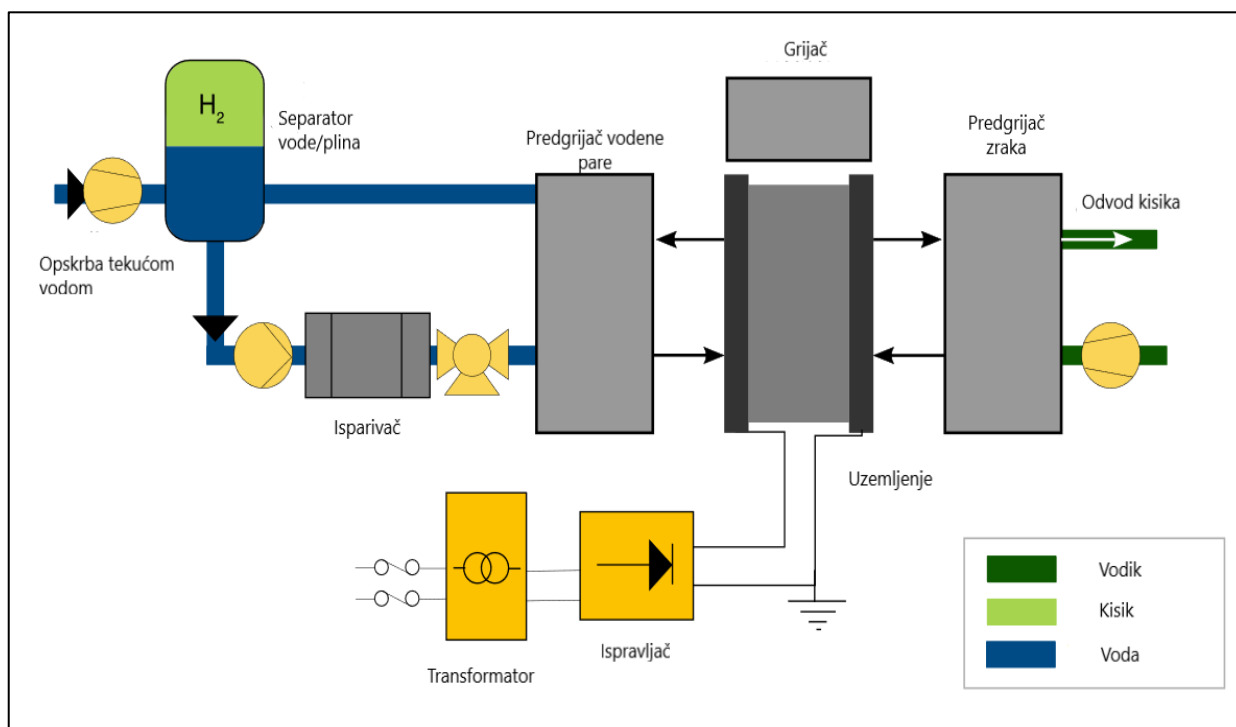 Grijač
H₂
Separator
vode/plina
Predgrijač vodene
pare
Predgrijač
zraka
Odvod kisika
Opskrba tekućom
vodom
Isparivač
Uzemljenje
Transformator
Ispravljač
Vodik
Kisik
Voda